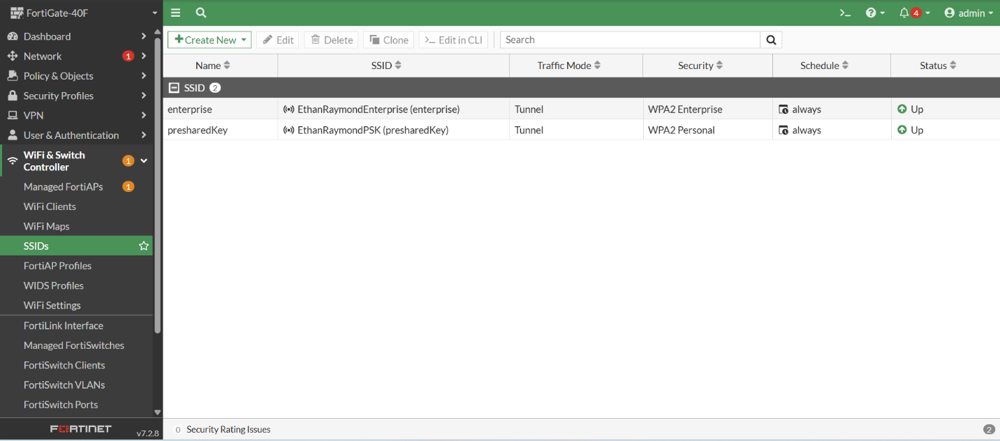 FortiGate-40F
4
admin
Dashboard
Network 1
Policy & Objects
Security Profiles
VPN
User & Authentication
WiFi & Switch
Controller 1
Managed FortiAPs 1
WiFi Clients
WiFi Maps
SSIDs
FortiAP Profiles
WIDS Profiles
WiFi Settings
FortiLink Interface
Managed FortiSwitches
FortiSwitch Clients
FortiSwitch VLANs
FortiSwitch Ports
FORTINET v7.2.8
+Create New Edit Delete Clone >_ Edit in CLI Search
Name SSID Traffic Mode Security Schedule Status
SSID 2
enterprise EthanRaymondEnterprise (enterprise) Tunnel WPA2 Enterprise always Up
presharedKey EthanRaymondPSK (presharedKey) Tunnel WPA2 Personal always Up
0 Security Rating Issues 2